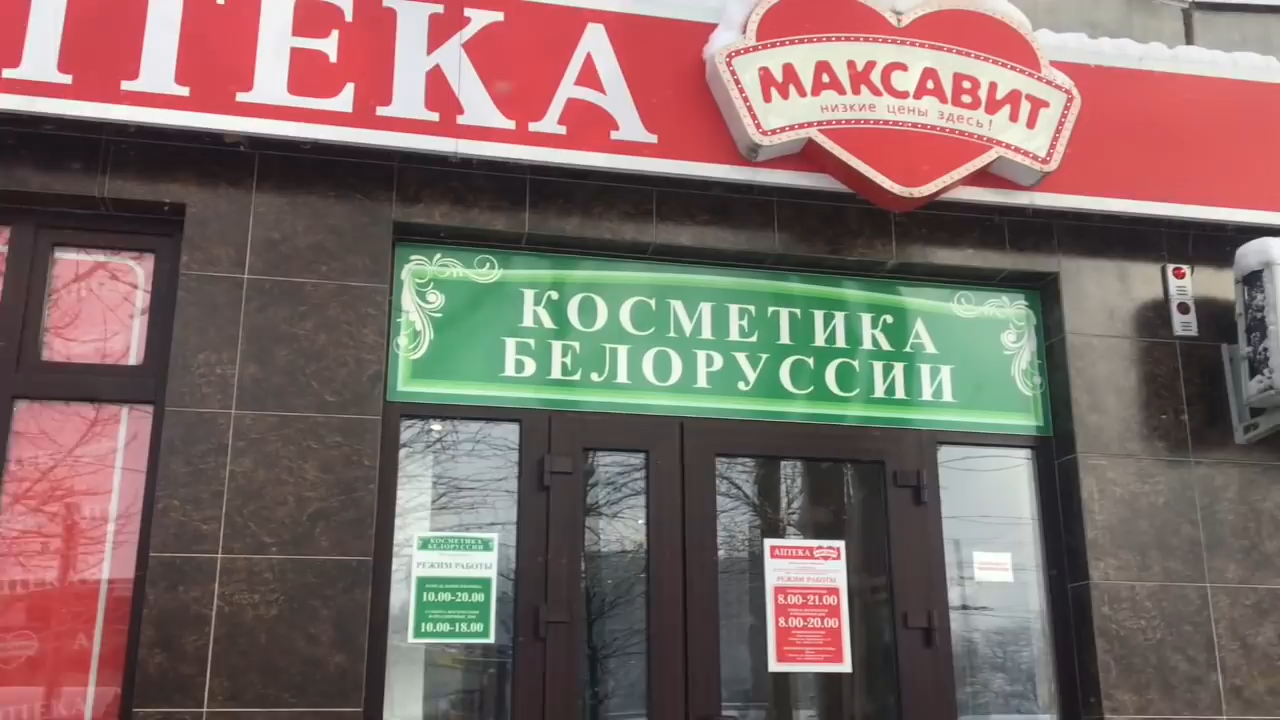 АПТЕКА
МАКСАВИТ
низкие цены здесь!
КОСМЕТИКА
БЕЛОРУССИИ
КОСМЕТИКА
БЕЛОРУССИИ
РЕЖИМ РАБОТЫ
10.00-20.00
10.00-18.00
АПТЕКА
РЕЖИМ РАБОТЫ
8.00-21.00
8.00-20.00